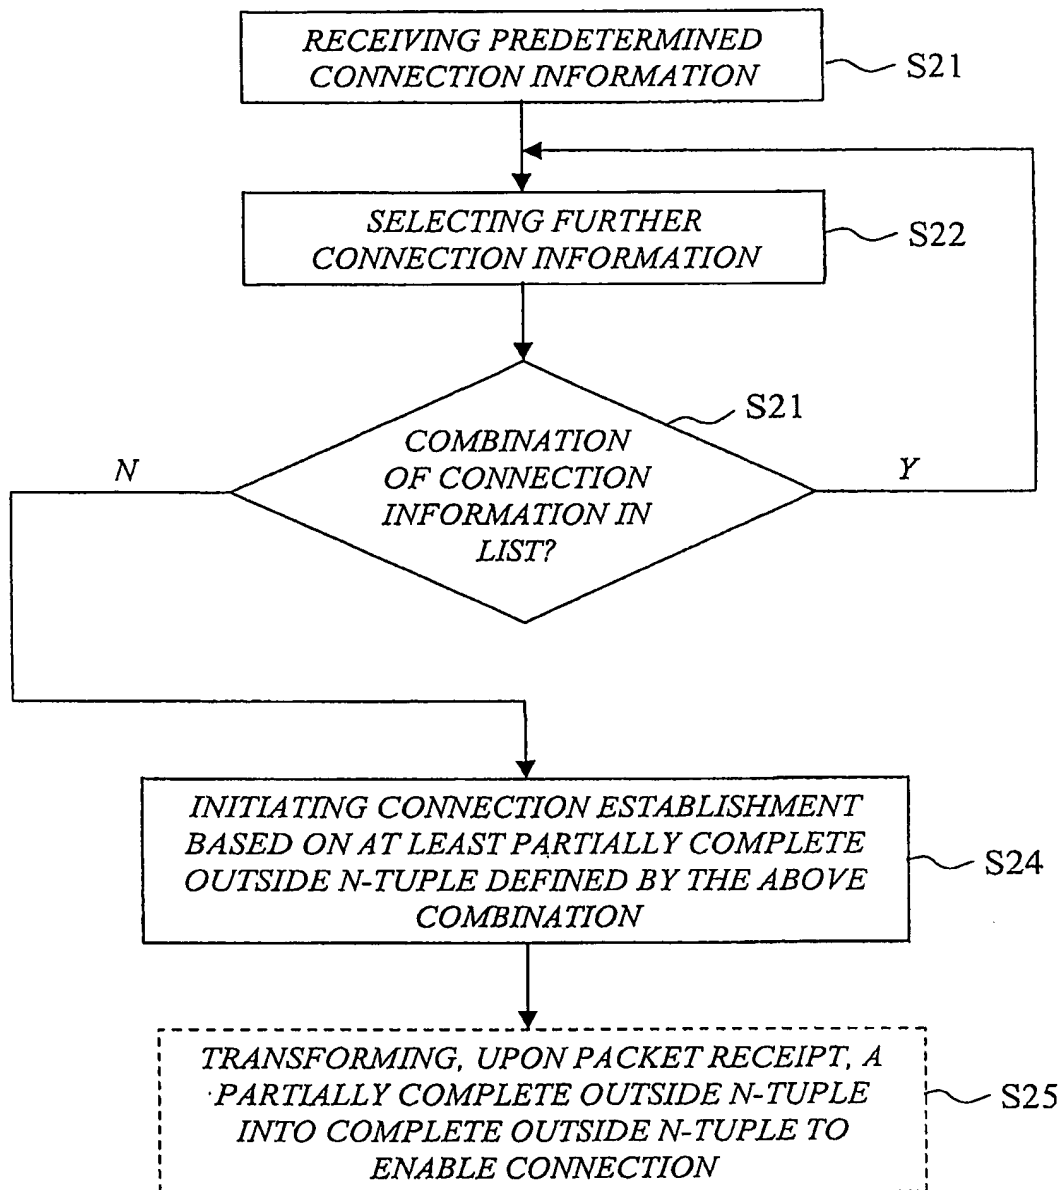 RECEIVING PREDETERMINED
CONNECTION INFORMATION
S21
SELECTING FURTHER
CONNECTION INFORMATION
S22
S21
COMBINATION
OF CONNECTION
INFORMATION IN
LIST?
N
Y
INITIATING CONNECTION ESTABLISHMENT
BASED ON AT LEAST PARTIALLY COMPLETE
OUTSIDE N-TUPLE DEFINED BY THE ABOVE
COMBINATION
S24
TRANSFORMING, UPON PACKET RECEIPT, A
PARTIALLY COMPLETE OUTSIDE N-TUPLE
INTO COMPLETE OUTSIDE N-TUPLE TO
ENABLE CONNECTION
S25